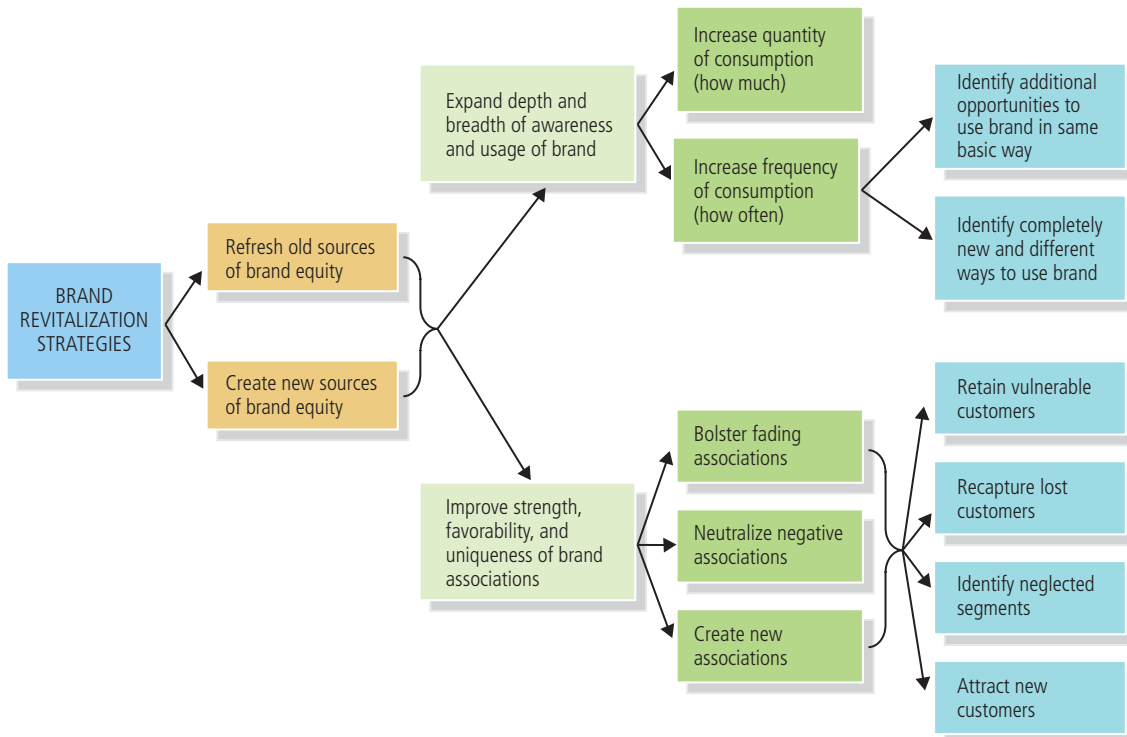 BRAND
REVITALIZATION
STRATEGIES
Refresh old sources
of brand equity
Create new sources
of brand equity
Expand depth and
breadth of awareness
and usage of brand
Improve strength,
favorability, and
uniqueness of brand
associations
Increase quantity
of consumption
(how much)
Increase frequency
of consumption
(how often)
Bolster fading
associations
Neutralize negative
associations
Create new
associations
Identify additional
opportunities to
use brand in same
basic way
Identify completely
new and different
ways to use brand
Retain vulnerable
customers
Recapture lost
customers
Identify neglected
segments
Attract new
customers